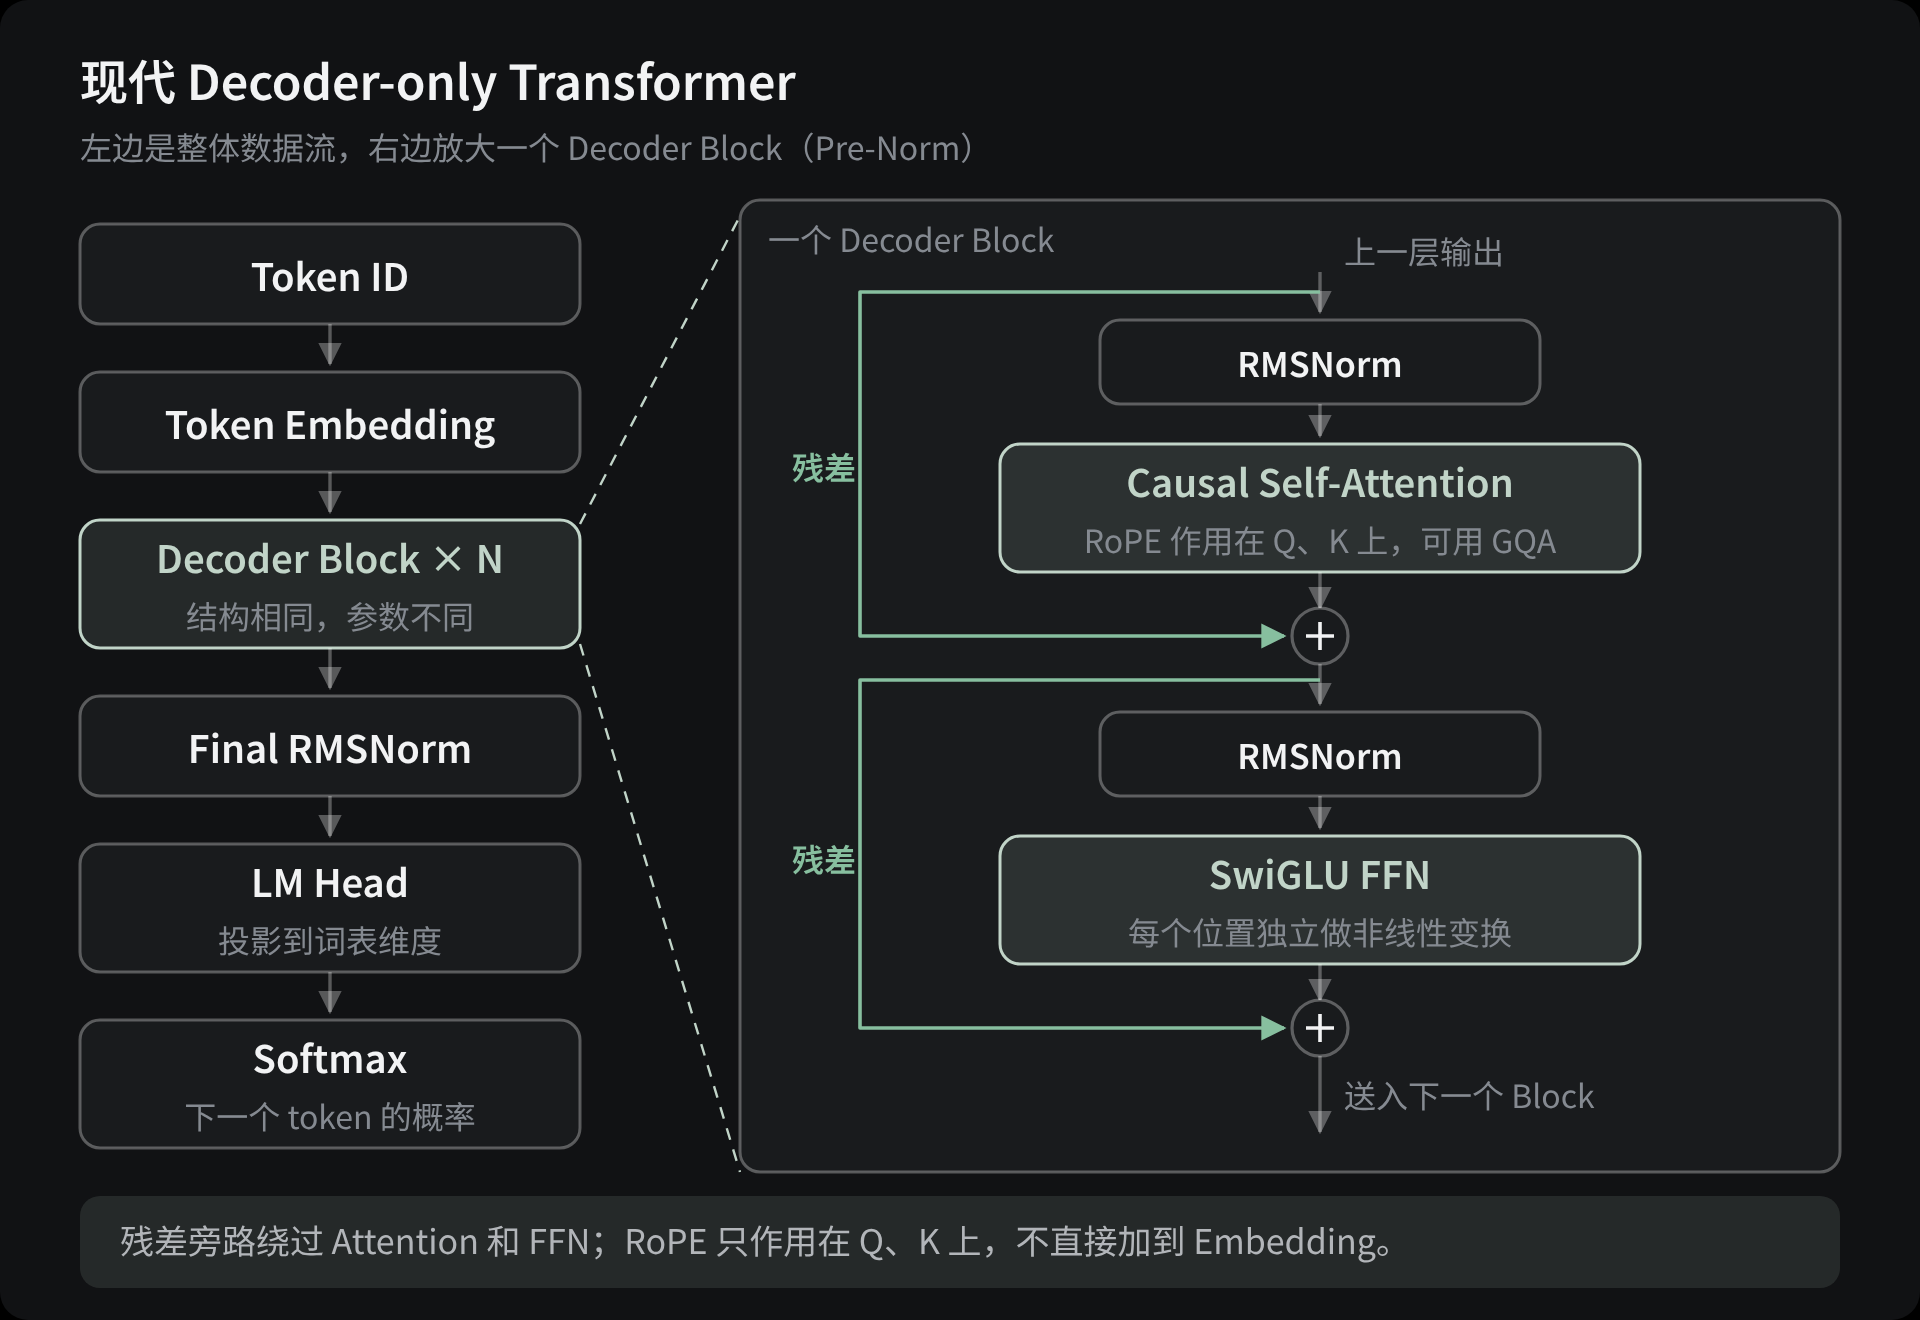 现代 Decoder-only Transformer
左边是整体数据流，右边放大一个 Decoder Block（Pre-Norm）
Token ID
Token Embedding
Decoder Block × N
结构相同，参数不同
Final RMSNorm
LM Head
投影到词表维度
Softmax
下一个 token 的概率
一个 Decoder Block
上一层输出
RMSNorm
Causal Self-Attention
RoPE 作用在 Q、K 上，可用 GQA
残差
+
RMSNorm
SwiGLU FFN
每个位置独立做非线性变换
残差
+
送入下一个 Block
残差旁路绕过 Attention 和 FFN；RoPE 只作用在 Q、K 上，不直接加到 Embedding。